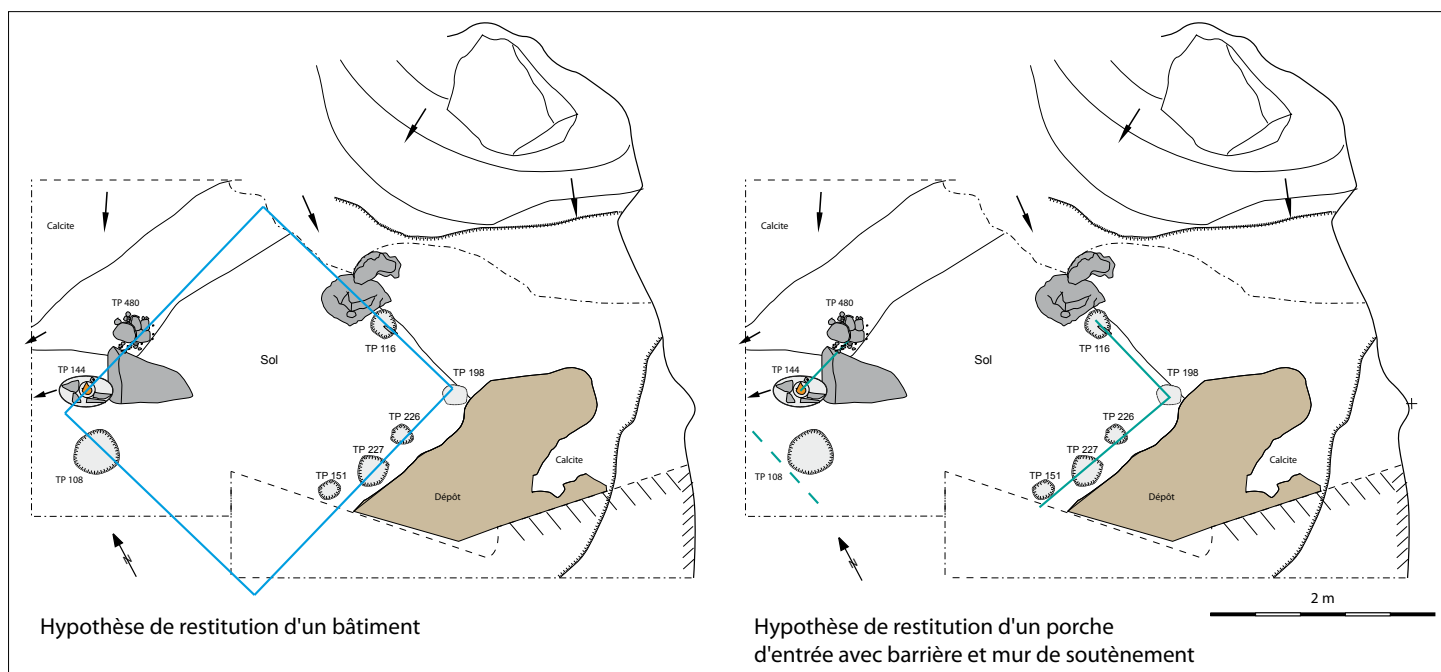 Calcite
TP 480
TP 116
Sol
TP 144
TP 198
TP 226
TP 227
TP 108
TP 151
Calcite
Dépôt
N
Hypothèse de restitution d'un bâtiment
Calcite
TP 480
TP 116
Sol
TP 144
TP 198
TP 226
TP 227
TP 108
TP 151
Calcite
Dépôt
N
2 m
Hypothèse de restitution d'un porche
d'entrée avec barrière et mur de soutènement